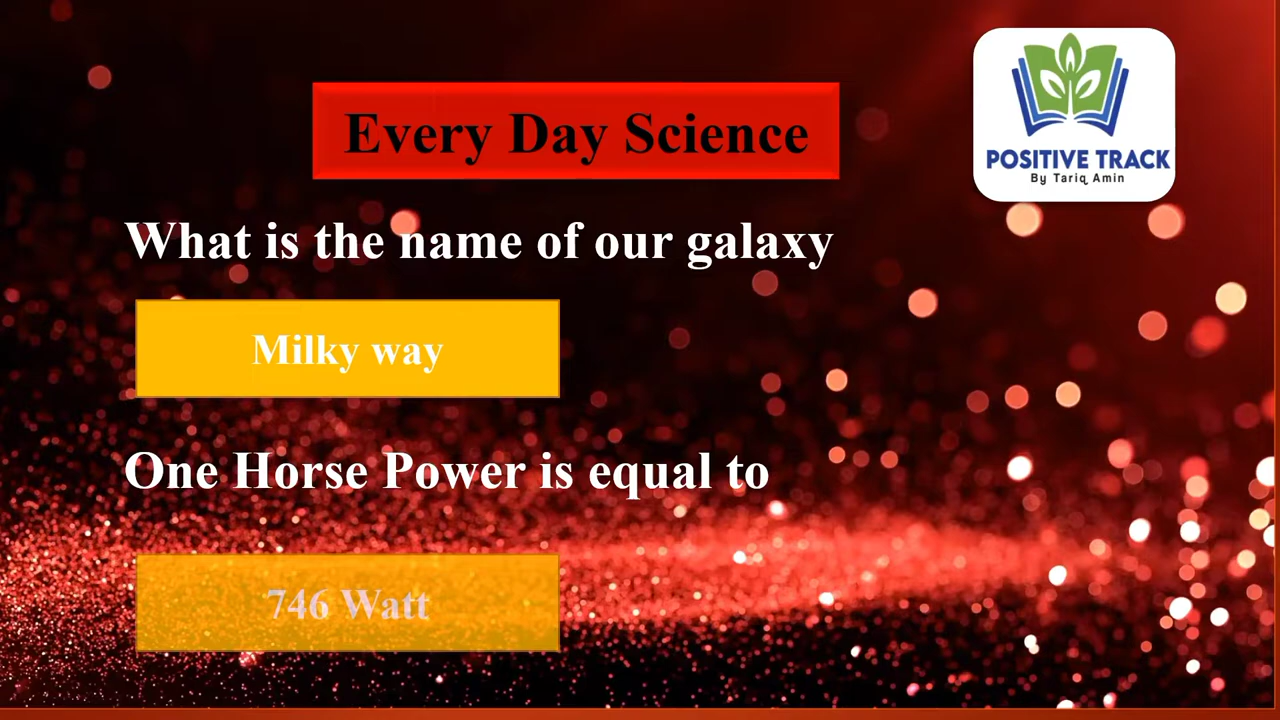 Every Day Science
POSITIVE TRACK
By Tariq Amin
What is the name of our galaxy
Milky way
One Horse Power is equal to
746 Watt